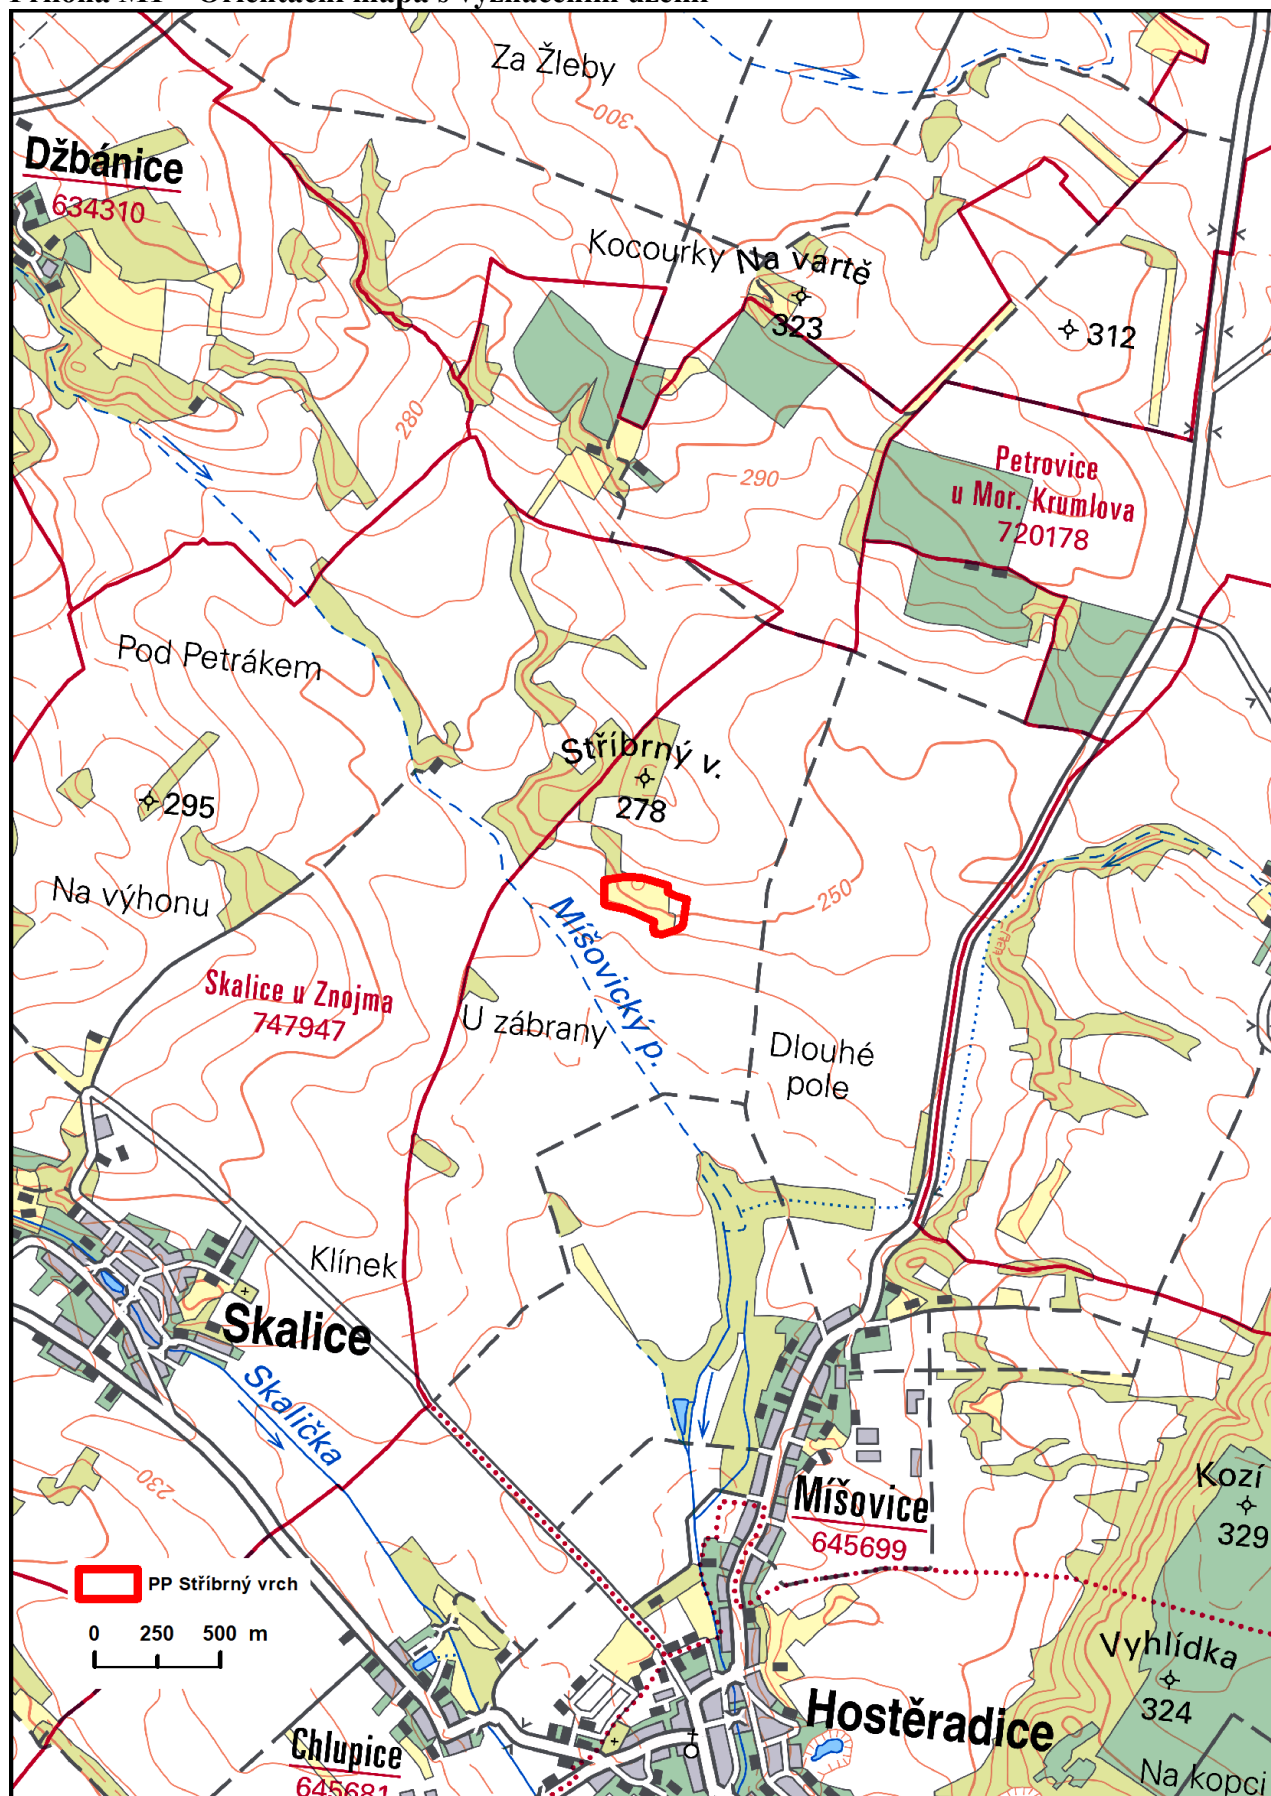 Za Žleby
300
Džbánice
634310
Kocourky
Na vartě
323
312
280
290
Petrovice
u Mor. Krumlova
720178
Pod Petrákem
Stříbrný v.
278
295
Na výhonu
250
Míšovický p.
Skalice u Znojma
747947
U zábrany
Dlouhé
pole
Klínek
Skalice
Skalička
230
Kozí
329
Míšovice
645699
PP Stříbrný vrch
0 250 500 m
Vyhlídka
324
Hostěradice
Chlupice
645681
Na kopci